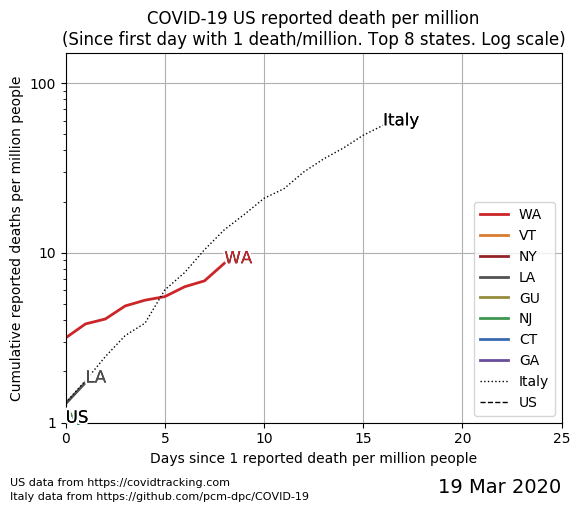 COVID-19 US reported death per million
(Since first day with 1 death/million. Top 8 states. Log scale)
Cumulative reported deaths per million people
100
10
1
Italy
WA
LA
US
WA
VT
NY
LA
GU
NJ
CT
GA
Italy
US
0 5 10 15 20 25
Days since 1 reported death per million people
US data from https://covidtracking.com
Italy data from https://github.com/pcm-dpc/COVID-19
19 Mar 2020